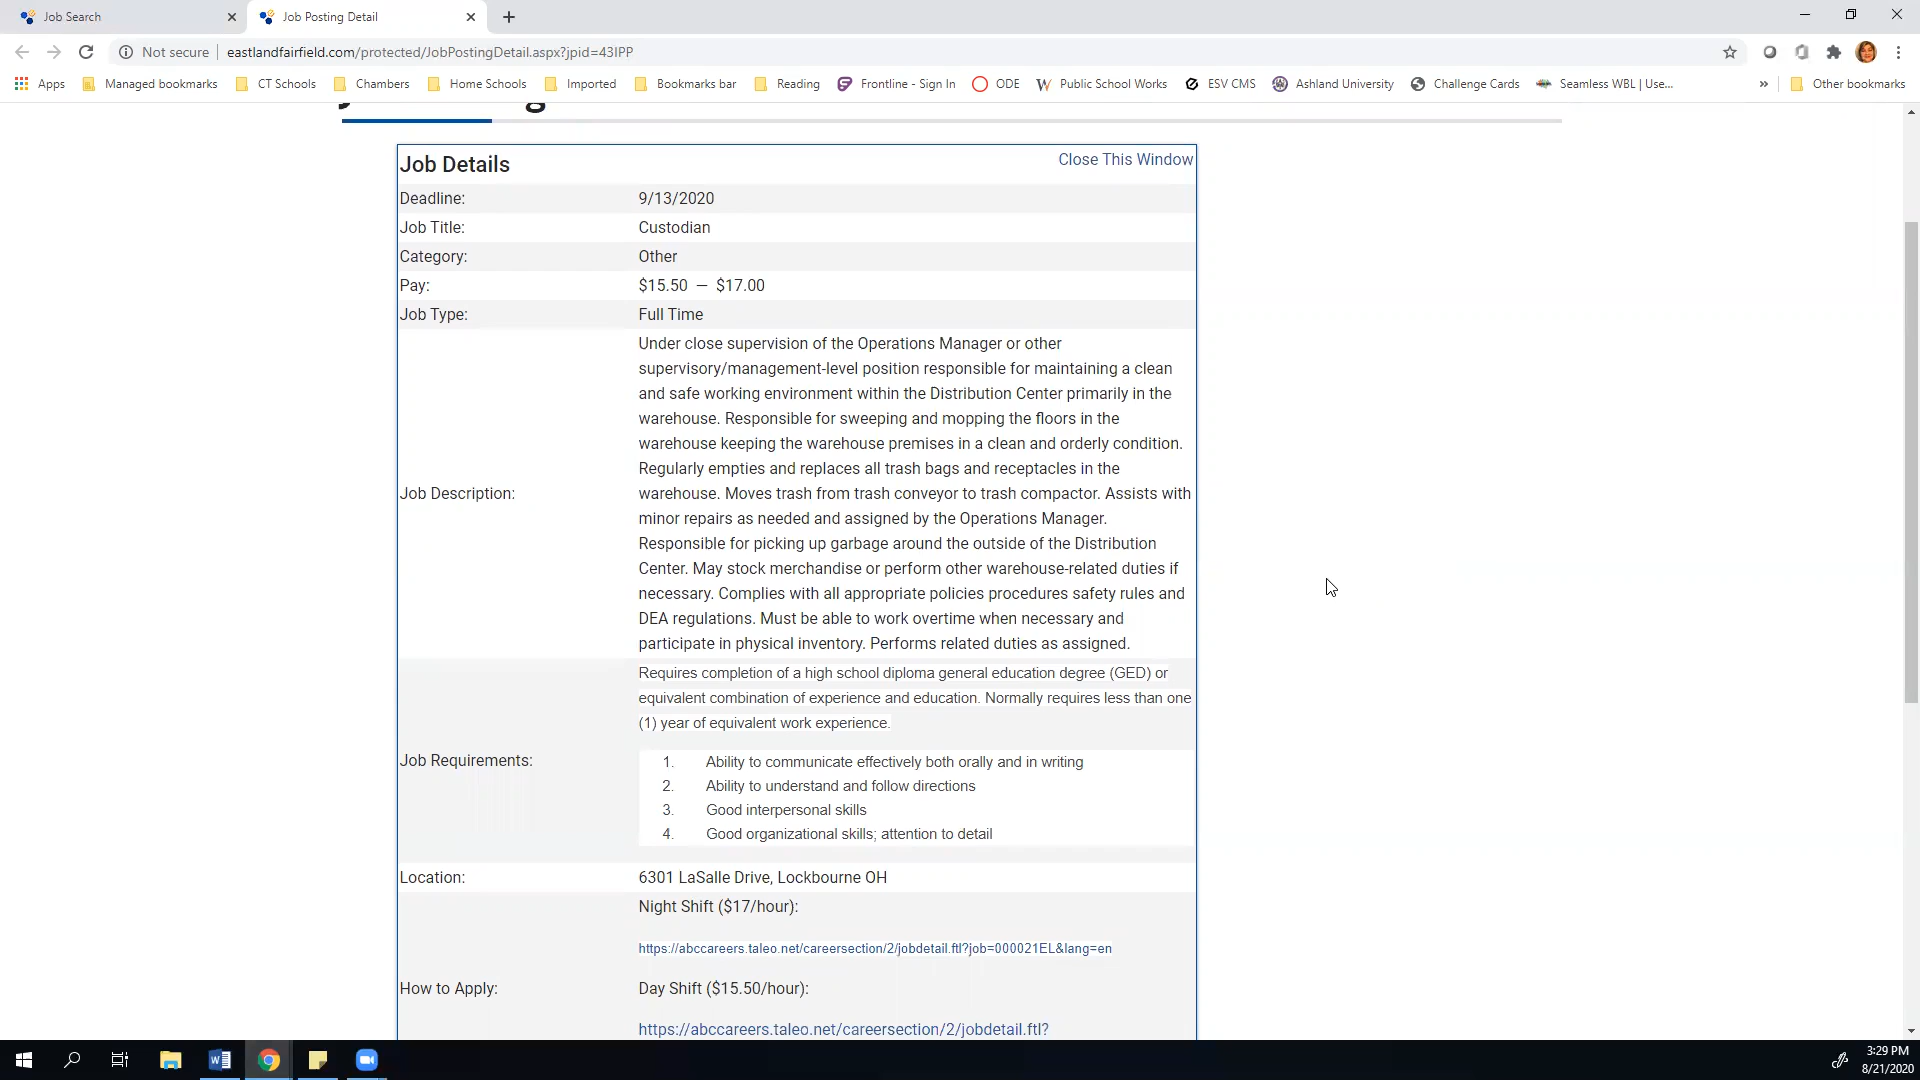 Job Search
Job Posting Detail
Not secure
eastlandfairfield.com/protected/JobPostingDetail.aspx?jpid=43IPP
Apps
Managed bookmarks
CT Schools
Chambers
Home Schools
Imported
Bookmarks bar
Reading
Frontline - Sign In
ODE
Public School Works
ESV CMS
Ashland University
Challenge Cards
Seamless WBL | Use...
»
Other bookmarks
Job Details
Close This Window
Deadline: 9/13/2020
Job Title: Custodian
Category: Other
Pay: $15.50 — $17.00
Job Type: Full Time
Job Description:
Under close supervision of the Operations Manager or other
supervisory/management-level position responsible for maintaining a clean
and safe working environment within the Distribution Center primarily in the
warehouse. Responsible for sweeping and mopping the floors in the
warehouse keeping the warehouse premises in a clean and orderly condition.
Regularly empties and replaces all trash bags and receptacles in the
warehouse. Moves trash from trash conveyor to trash compactor. Assists with
minor repairs as needed and assigned by the Operations Manager.
Responsible for picking up garbage around the outside of the Distribution
Center. May stock merchandise or perform other warehouse-related duties if
necessary. Complies with all appropriate policies procedures safety rules and
DEA regulations. Must be able to work overtime when necessary and
participate in physical inventory. Performs related duties as assigned.
Job Requirements:
Requires completion of a high school diploma general education degree (GED) or
equivalent combination of experience and education. Normally requires less than one
(1) year of equivalent work experience.
1. Ability to communicate effectively both orally and in writing
2. Ability to understand and follow directions
3. Good interpersonal skills
4. Good organizational skills; attention to detail
Location: 6301 LaSalle Drive, Lockbourne OH
How to Apply:
Night Shift ($17/hour):
https://abccareers.taleo.net/careersection/2/jobdetail.ftl?job=000021EL&lang=en
Day Shift ($15.50/hour):
https://abccareers.taleo.net/careersection/2/jobdetail.ftl?
3:29 PM
8/21/2020